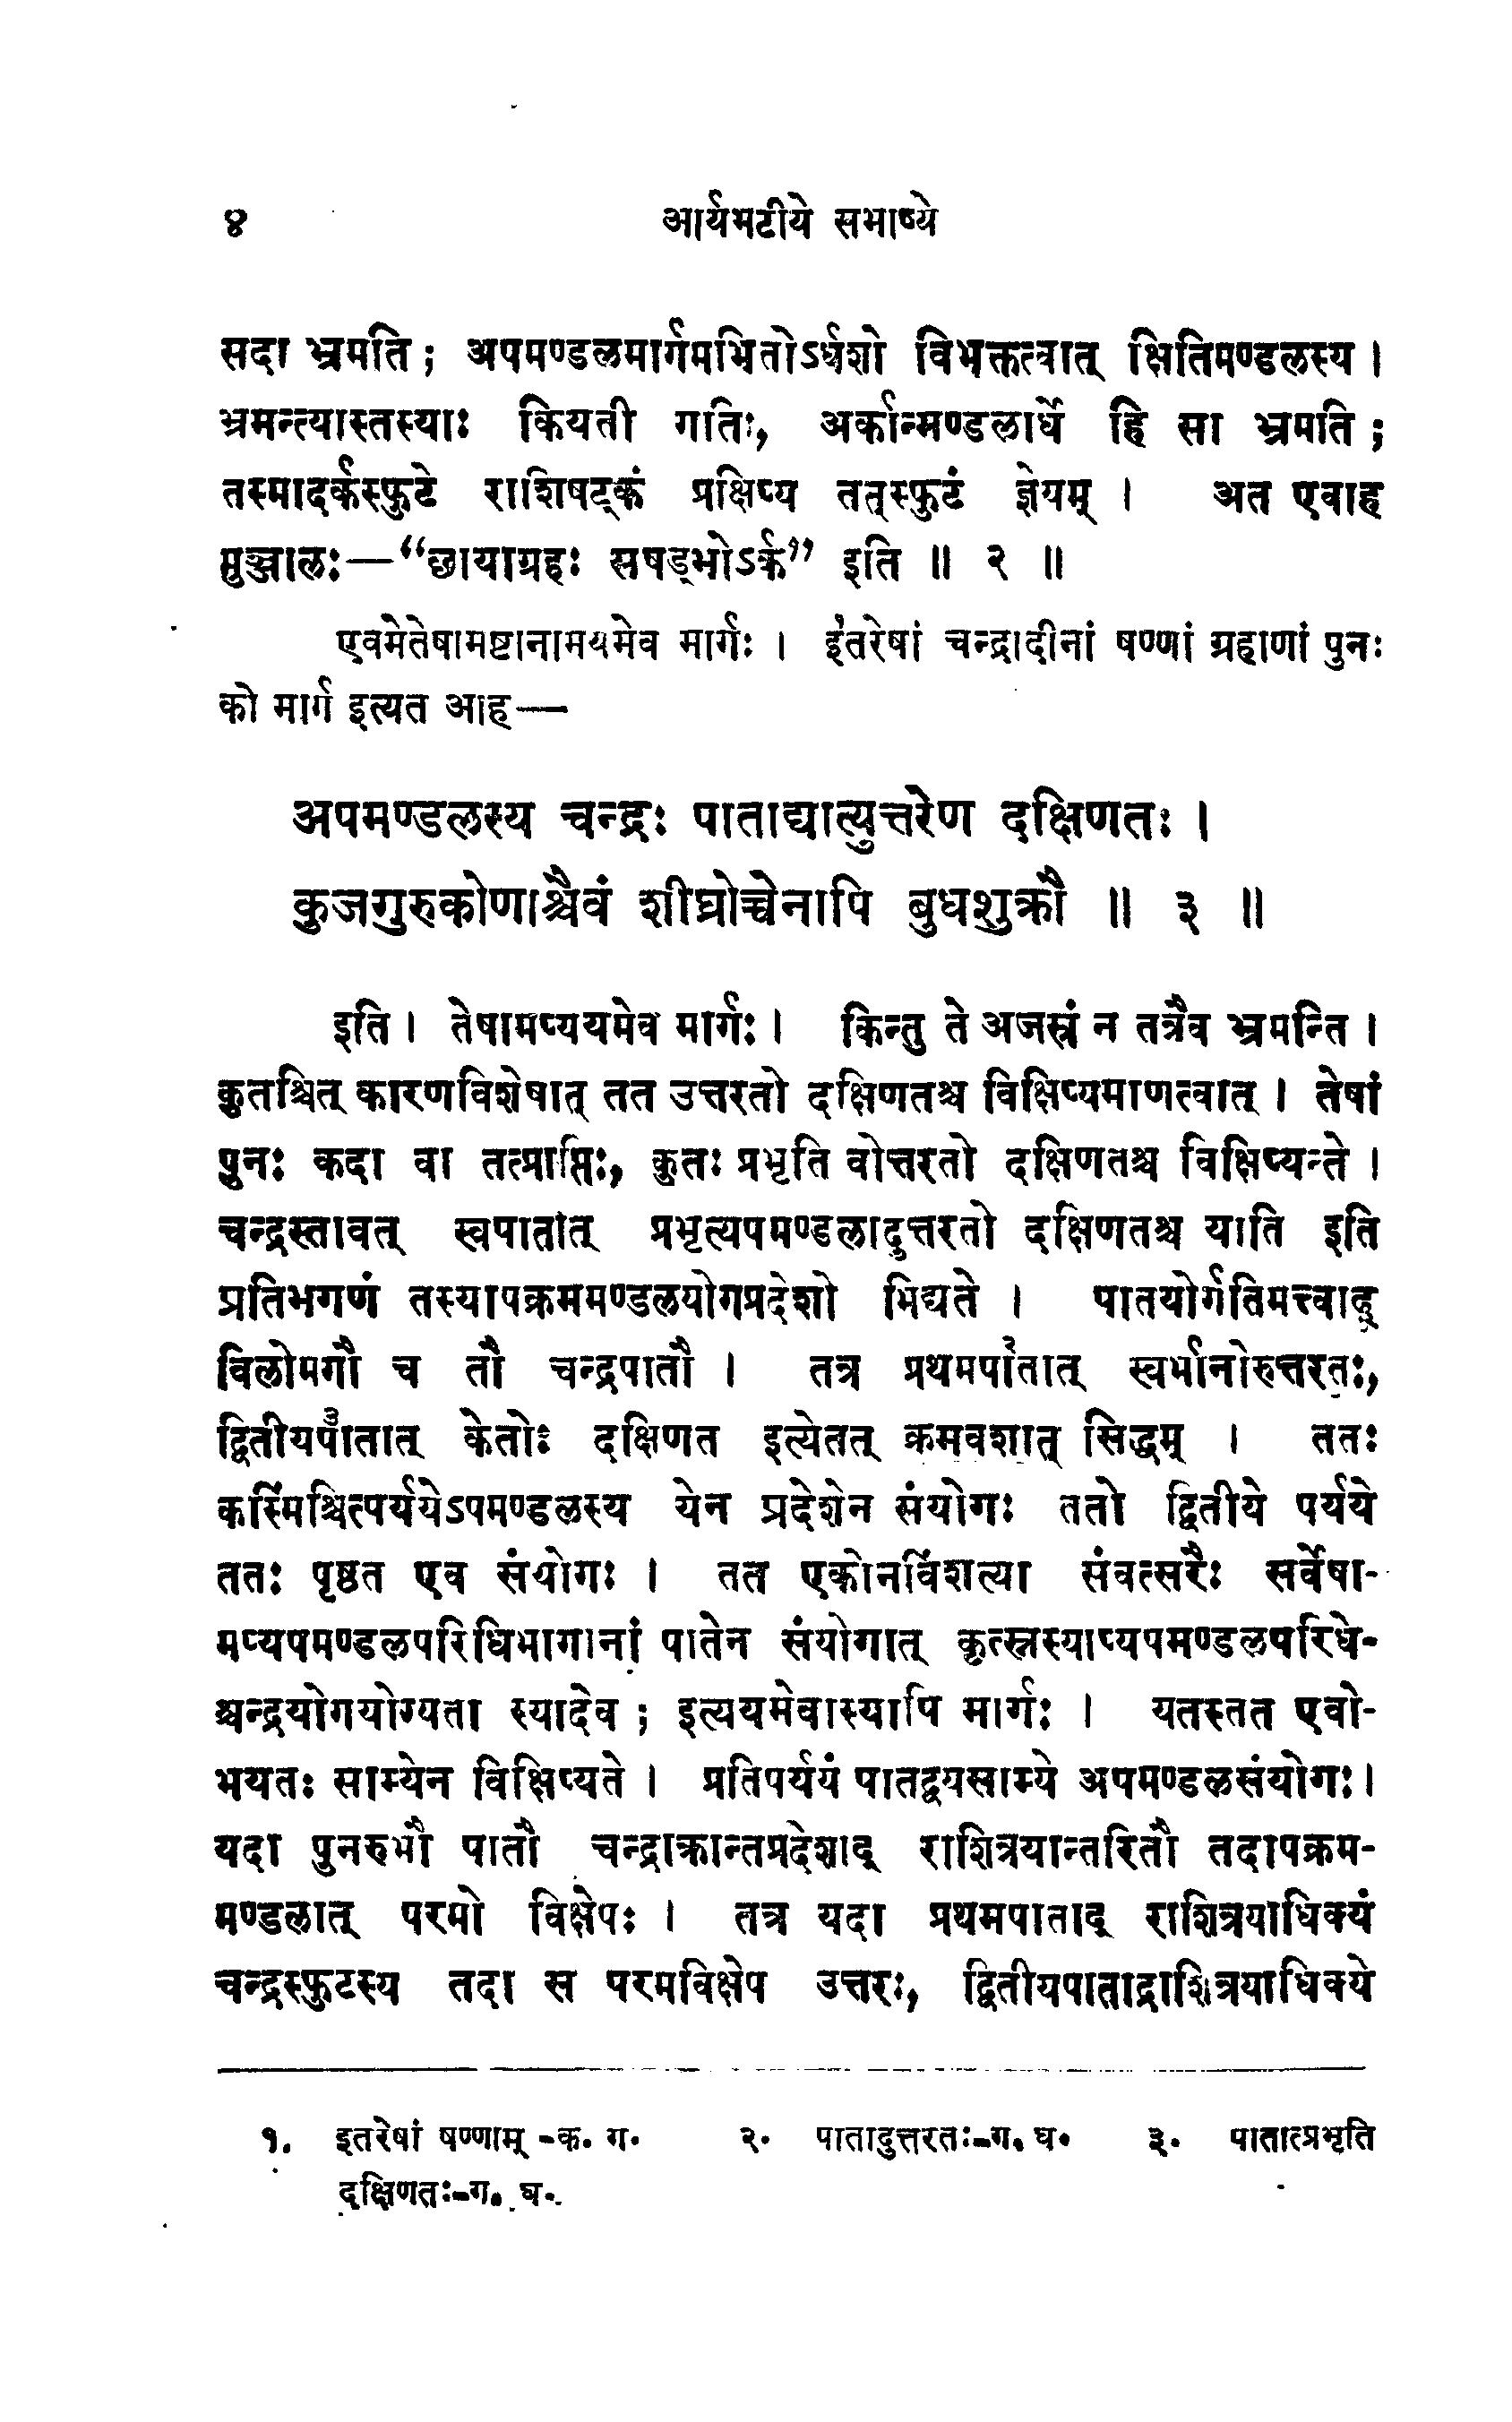 ४ आर्यभटीये सभाष्ये
सदा भ्रमति ; अपमण्डलमार्गमभितोऽर्धशो विभक्तत्वात् क्षितिमण्डलस्य ।
भ्रमन्त्यास्तस्याः कियती गतिः, अर्कान्मण्डलार्धे हि सा भ्रमति ;
तस्मादर्कस्फुटे राशिषट्कं प्रक्षिप्य तत्स्फुटं ज्ञेयम् । अत एवाह
मुञ्जालः—“छायाग्रहः सषड्भोऽर्क” इति ॥ २ ॥
एवमेतेषामष्टानामयमेव मार्गः । इ१तरेषां चन्द्रादीनां षण्णां ग्रहाणां पुनः
को मार्ग इत्यत आह—
अपमण्डलस्य चन्द्रः पाताद्यात्युत्तरेण दक्षिणतः ।
कुजगुरुकोणाश्चैवं शीघ्रोच्चेनापि बुधशुक्रौ ॥ ३ ॥
इति । तेषामप्ययमेव मार्गः । किन्तु ते अजस्रं न तत्रैव भ्रमन्ति ।
कुतश्चित् कारणविशेषात् तत उत्तरतो दक्षिणतश्च विक्षिप्यमाणत्वात् । तेषां
पुनः कदा वा तत्प्राप्तिः, कुतः प्रभृति वोत्तरतो दक्षिणतश्च विक्षिप्यन्ते ।
चन्द्रस्तावत् स्वपातात् प्रभृत्यपमण्डलादुत्तरतो दक्षिणतश्च याति इति
प्रतिभगणं तस्यापक्रममण्डलयोगप्रदेशो भिद्यते । पातयोर्गतिमत्त्वाद्
विलोमगौ च तौ चन्द्रपातौ । तत्र प्रथमपा२तात् स्वर्भानोरुत्तरतः,
द्वितीयपा३तात् केतोः दक्षिणत इत्येतत् क्रमवशात् सिद्धम् । ततः
कस्मिंश्चित्पर्ययेऽपमण्डलस्य येन प्रदेशेन संयोगः ततो द्वितीये पर्यये
ततः पृष्ठत एव संयोगः । तत एकोनविंशत्या संवत्सरैः सर्वेषा-
मप्यपमण्डलपरिधिभागानां पातेन संयोगात् कृत्स्नस्याप्यपमण्डलपरिधे-
श्चन्द्रयोगयोग्यता स्यादेव ; इत्ययमेवास्यापि मार्गः । यतस्तत एवो-
भयतः साम्येन विक्षिप्यते । प्रतिपर्ययं पातद्वयसाम्ये अपमण्डलसंयोगः ।
यदा पुनरुभौ पातौ चन्द्राक्रान्तप्रदेशाद् राशित्रयान्तरितौ तदापक्रम-
मण्डलात् परमो विक्षेपः । तत्र यदा प्रथमपाताद् राशित्रयाधिक्यं
चन्द्रस्फुटस्य तदा स परमविक्षेप उत्तरः, द्वितीयपाताद्राशित्रयाधिक्ये
१. इतरेषां षण्णाम् -क. ग. २. पातादुत्तरतः-ग. घ. ३. पातात्प्रभृति
दक्षिणतः-ग. घ.